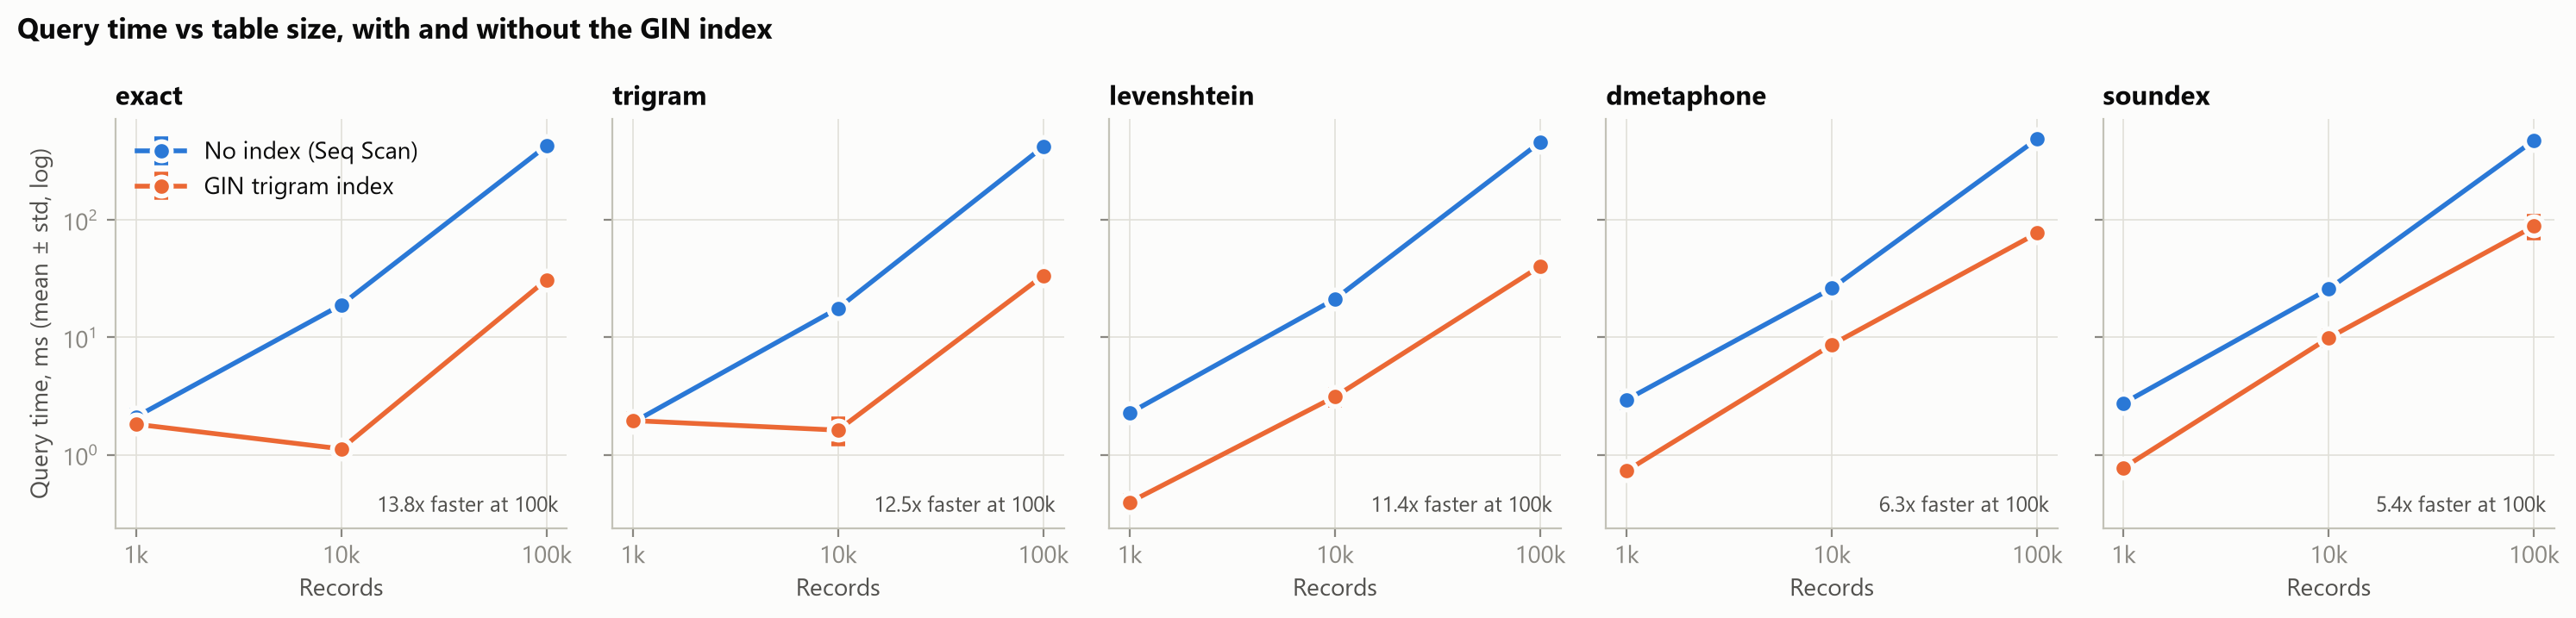 Query time vs table size, with and without the GIN index
exact
trigram
levenshtein
dmetaphone
soundex
Query time, ms (mean ± std, log)
No index (Seq Scan)
GIN trigram index
10²
10¹
10⁰
13.8x faster at 100k
12.5x faster at 100k
11.4x faster at 100k
6.3x faster at 100k
5.4x faster at 100k
1k 10k 100k
1k 10k 100k
1k 10k 100k
1k 10k 100k
1k 10k 100k
Records
Records
Records
Records
Records